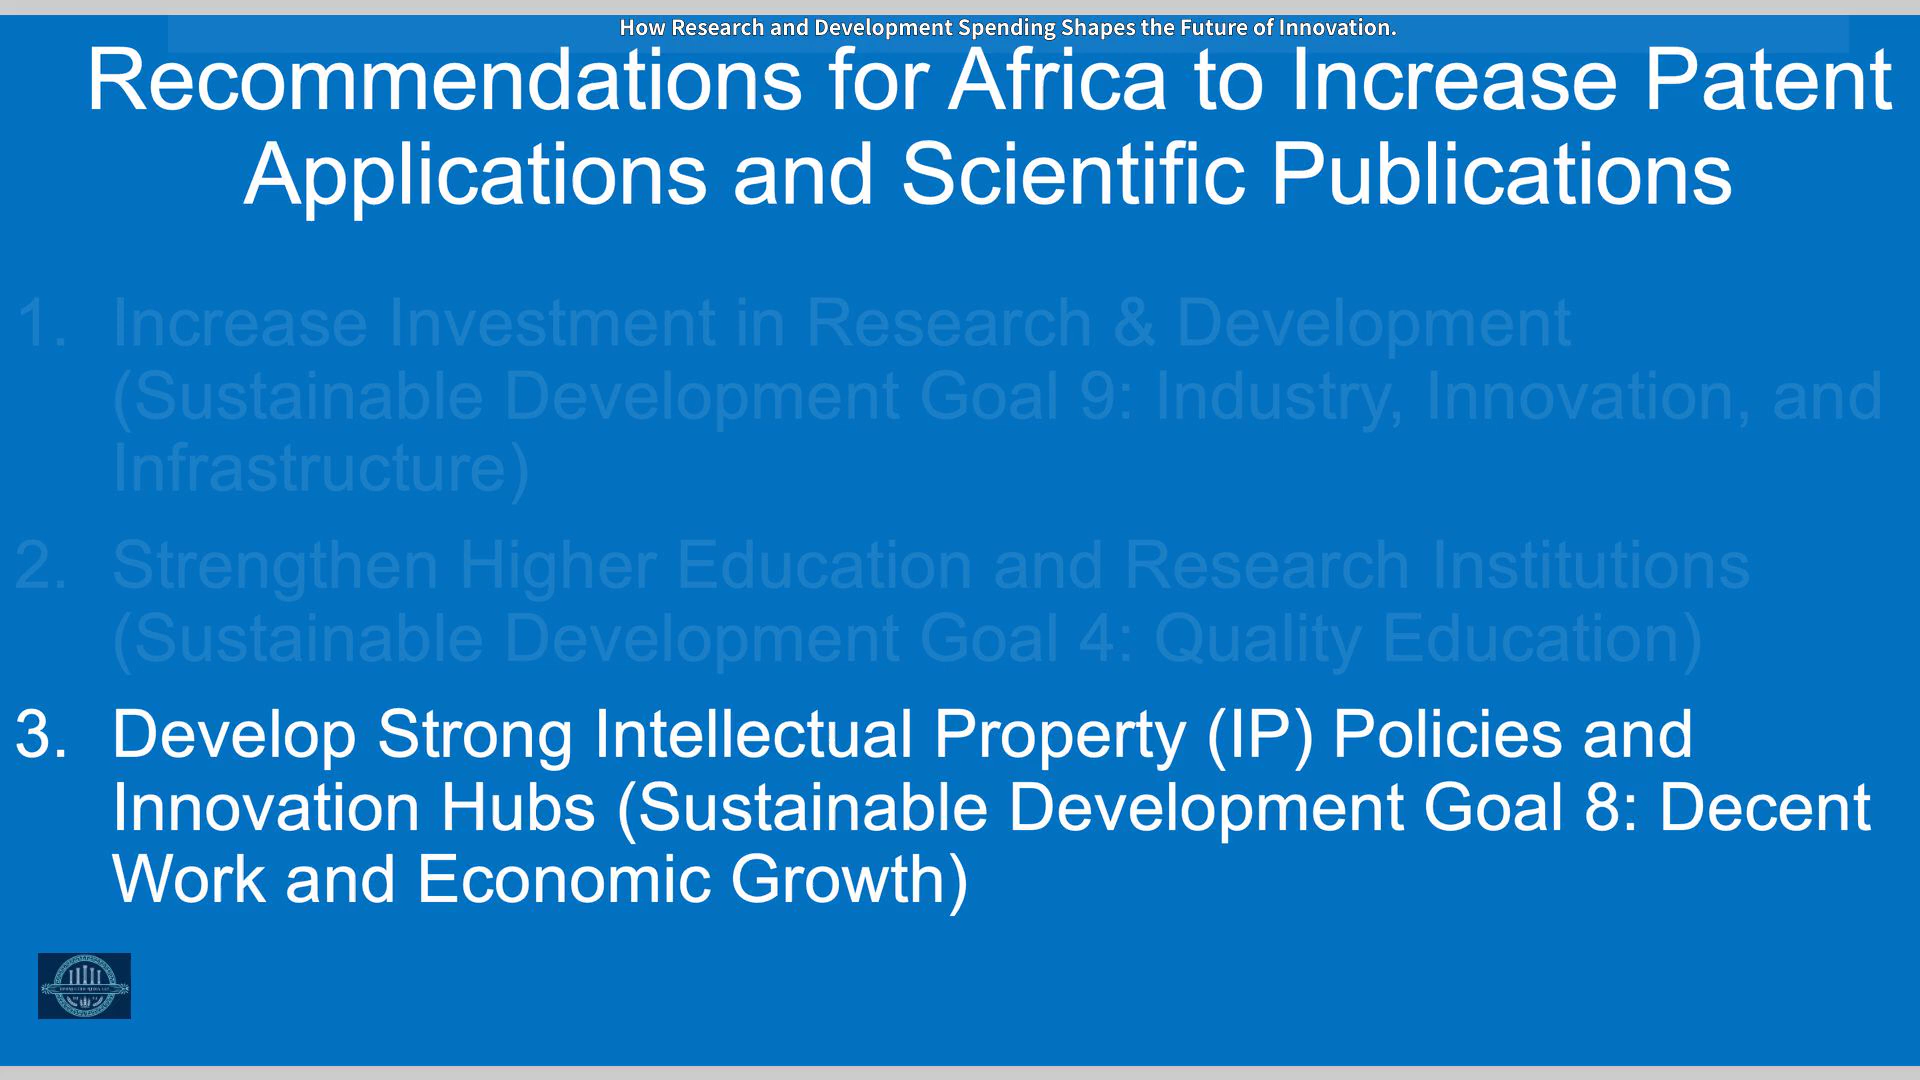 How Research and Development Spending Shapes the Future of Innovation.
Recommendations for Africa to Increase Patent
Applications and Scientific Publications
1. Increase Investment in Research & Development
(Sustainable Development Goal 9: Industry, Innovation, and
Infrastructure)
2. Strengthen Higher Education and Research Institutions
(Sustainable Development Goal 4: Quality Education)
3. Develop Strong Intellectual Property (IP) Policies and
Innovation Hubs (Sustainable Development Goal 8: Decent
Work and Economic Growth)